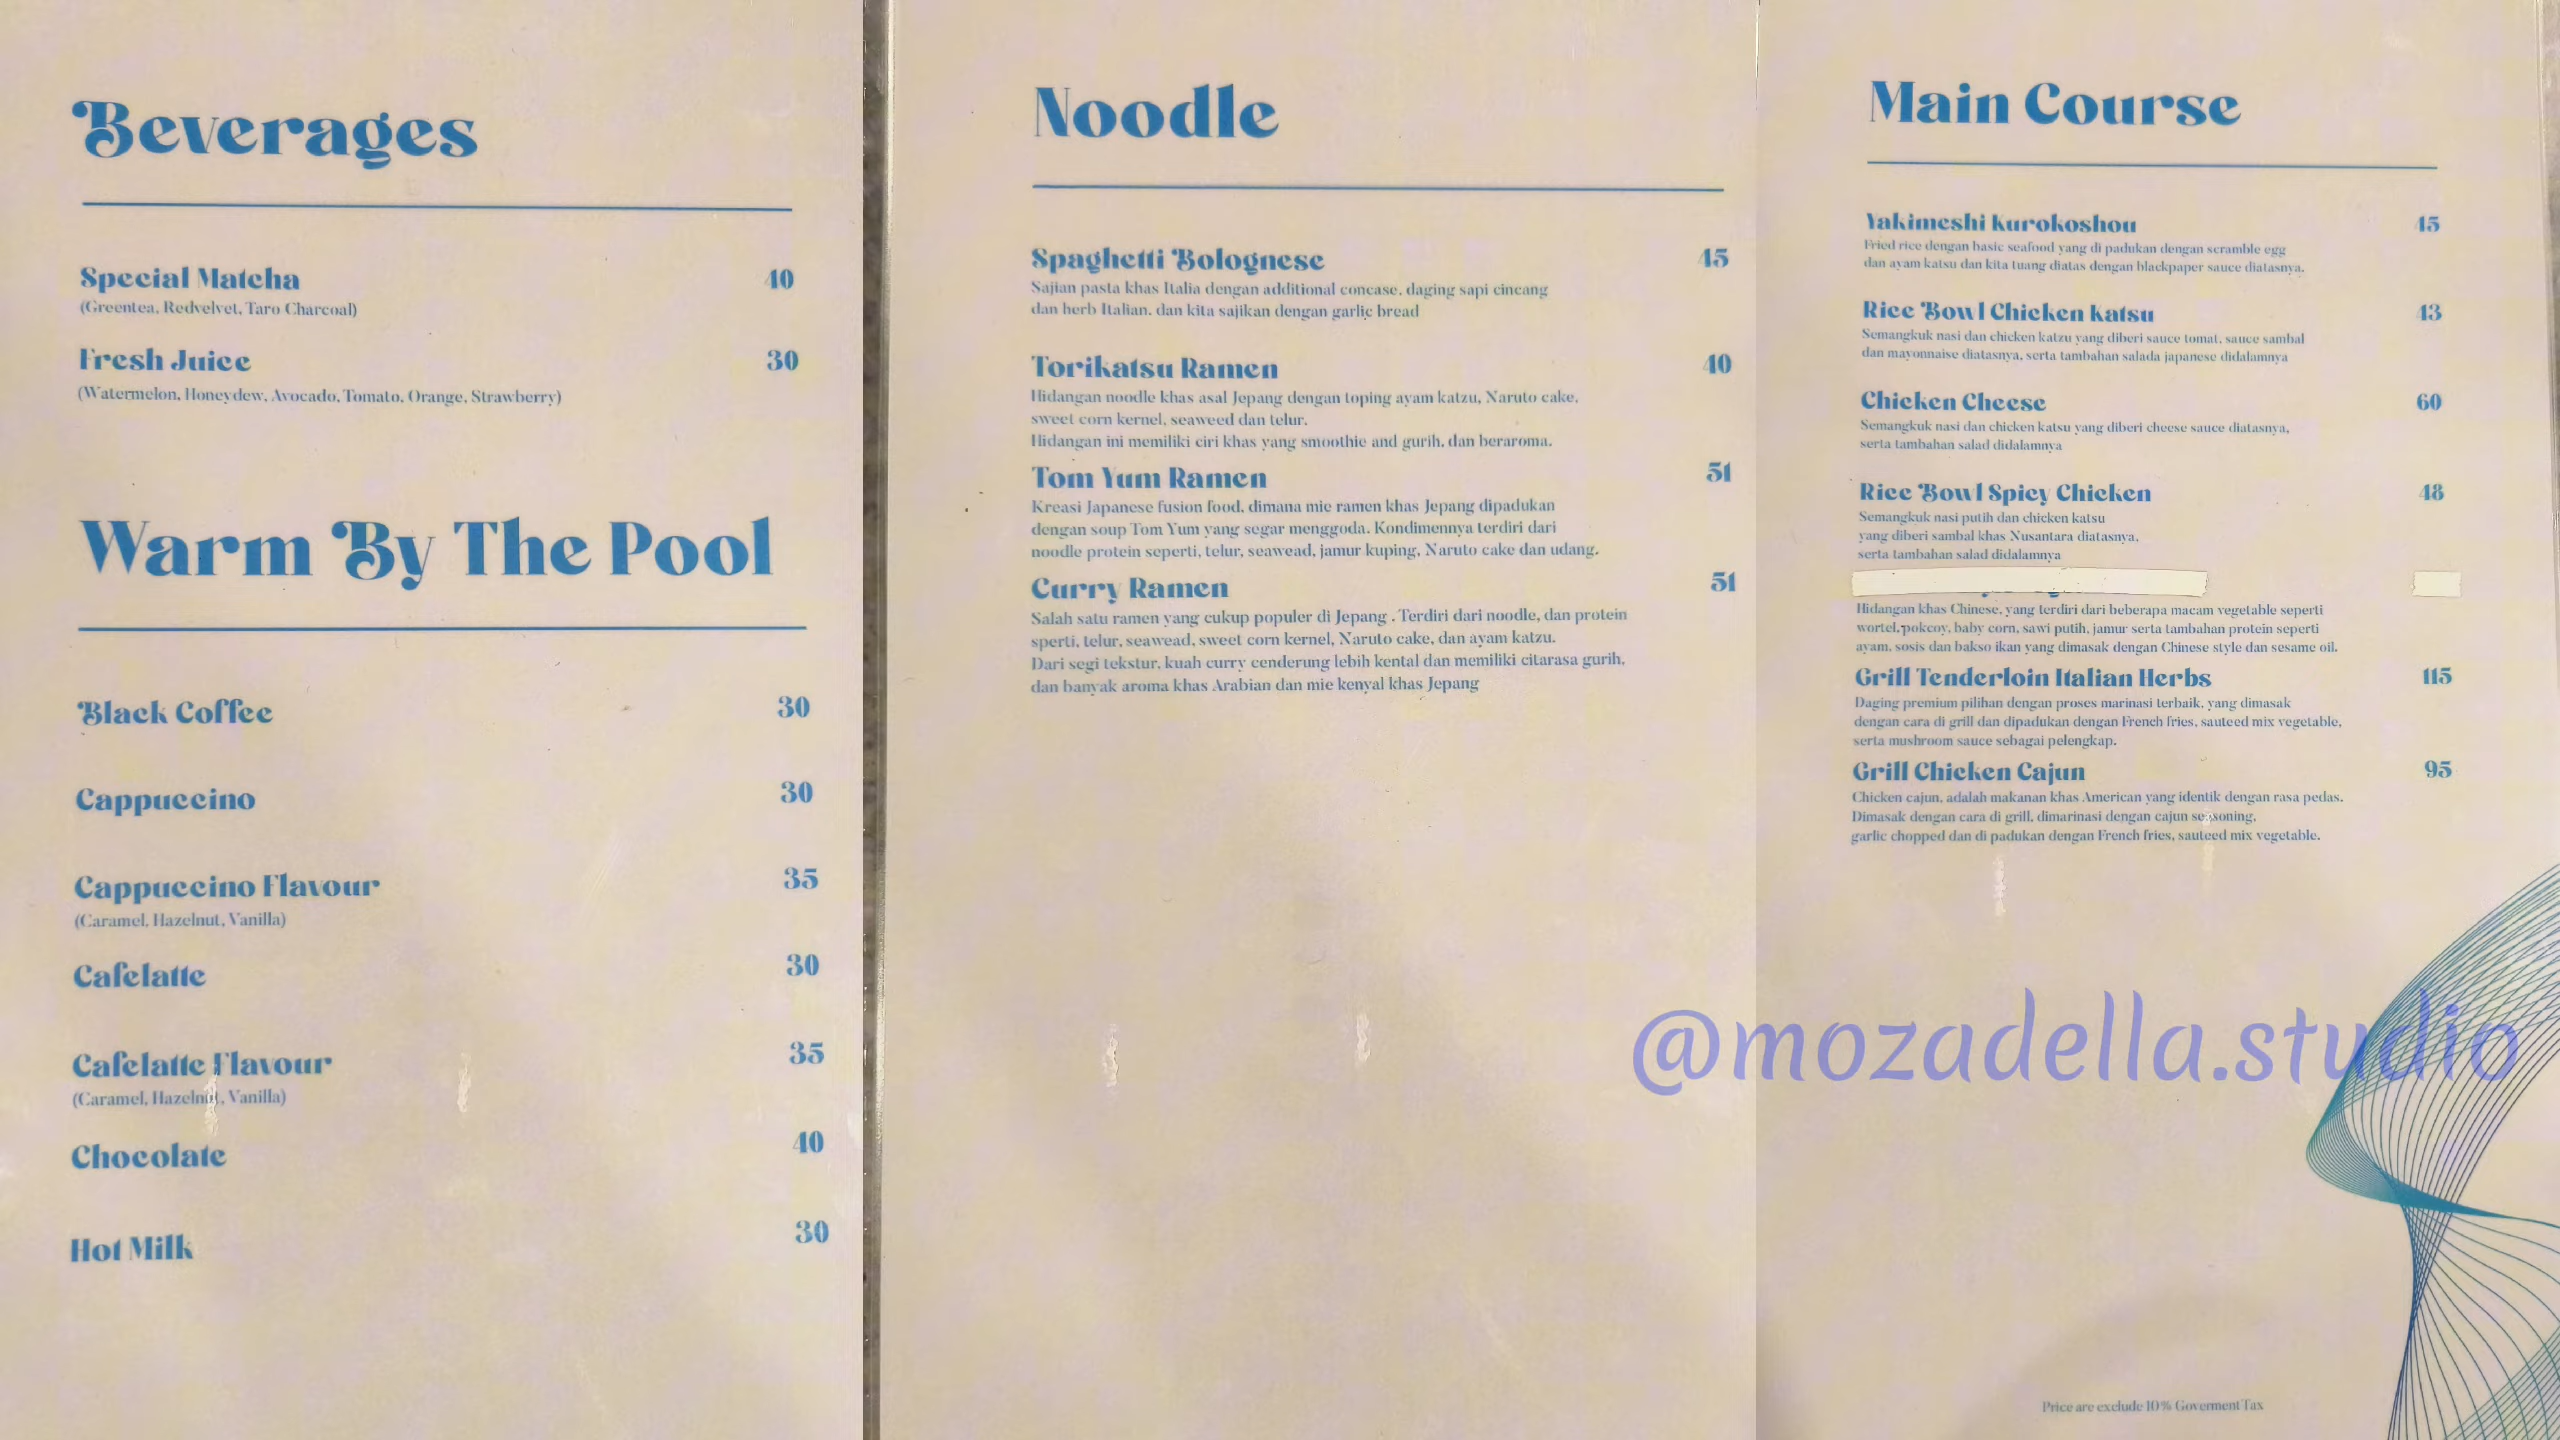 Beverages
Special Matcha 40
(Greentea, Redvelvet, Taro Charcoal)
Fresh Juice 30
(Watermelon, Honeydew, Avocado, Tomato, Orange, Strawberry)
Warm By The Pool
Black Coffee 30
Cappuccino 30
Cappuccino Flavour 35
(Caramel, Hazelnut, Vanilla)
Cafelatte 30
Cafelatte Flavour 35
(Caramel, Hazelnut, Vanilla)
Chocolate 40
Hot Milk 30
Noodle
Spaghetti Bolognese 45
Sajian pasta khas Italia dengan additional concase, daging sapi cincang
dan herb Italian. dan kita sajikan dengan garlic bread
Torikatsu Ramen 40
Hidangan noodle khas asal Jepang dengan toping ayam katzu, Naruto cake,
sweet corn kernel, seaweed dan telur.
Hidangan ini memiliki ciri khas yang smoothie and gurih, dan beraroma.
Tom Yum Ramen 51
Kreasi Japanese fusion food, dimana mie ramen khas Jepang dipadukan
dengan soup Tom Yum yang segar menggoda. Kondimennya terdiri dari
noodle protein seperti, telur, seawead, jamur kuping, Naruto cake dan udang.
Curry Ramen 51
Salah satu ramen yang cukup populer di Jepang . Terdiri dari noodle, dan protein
sperti, telur, seawead, sweet corn kernel, Naruto cake, dan ayam katzu.
Dari segi tekstur, kuah curry cenderung lebih kental dan memiliki citarasa gurih,
dan banyak aroma khas Arabian dan mie kenyal khas Jepang
Main Course
Yakimeshi Kurokoshou 45
Fried rice dengan basic seafood yang di padukan dengan scramble egg
dan ayam katsu dan kita tuang diatas dengan blackpaper sauce diatasnya.
Rice Bowl Chicken katsu 43
Semangkuk nasi dan chicken katzu yang diberi sauce tomat, sauce sambal
dan mayonnaise diatasnya, serta tambahan salada japanese didalamnya
Chicken Cheese 60
Semangkuk nasi dan chicken katsu yang diberi cheese sauce diatasnya,
serta tambahan salad didalamnya
Rice Bowl Spicy Chicken 48
Semangkuk nasi putih dan chicken katsu
yang diberi sambal khas Nusantara diatasnya,
serta tambahan salad didalamnya
Hidangan khas Chinese, yang terdiri dari beberapa macam vegetable seperti
wortel,pokcoy, baby corn, sawi putih, jamur serta tambahan protein seperti
ayam, sosis dan bakso ikan yang dimasak dengan Chinese style dan sesame oil.
Grill Tenderloin Italian Herbs 115
Daging premium pilihan dengan proses marinasi terbaik, yang dimasak
dengan cara di grill dan dipadukan dengan French fries, sauteed mix vegetable,
serta mushroom sauce sebagai pelengkap.
Grill Chicken Cajun 95
Chicken cajun, adalah makanan khas American yang identik dengan rasa pedas.
Dimasak dengan cara di grill, dimarinasi dengan cajun seasoning,
garlic chopped dan di padukan dengan French fries, sauteed mix vegetable.
@mozadella.studio
Price are exclude 10% Goverment Tax